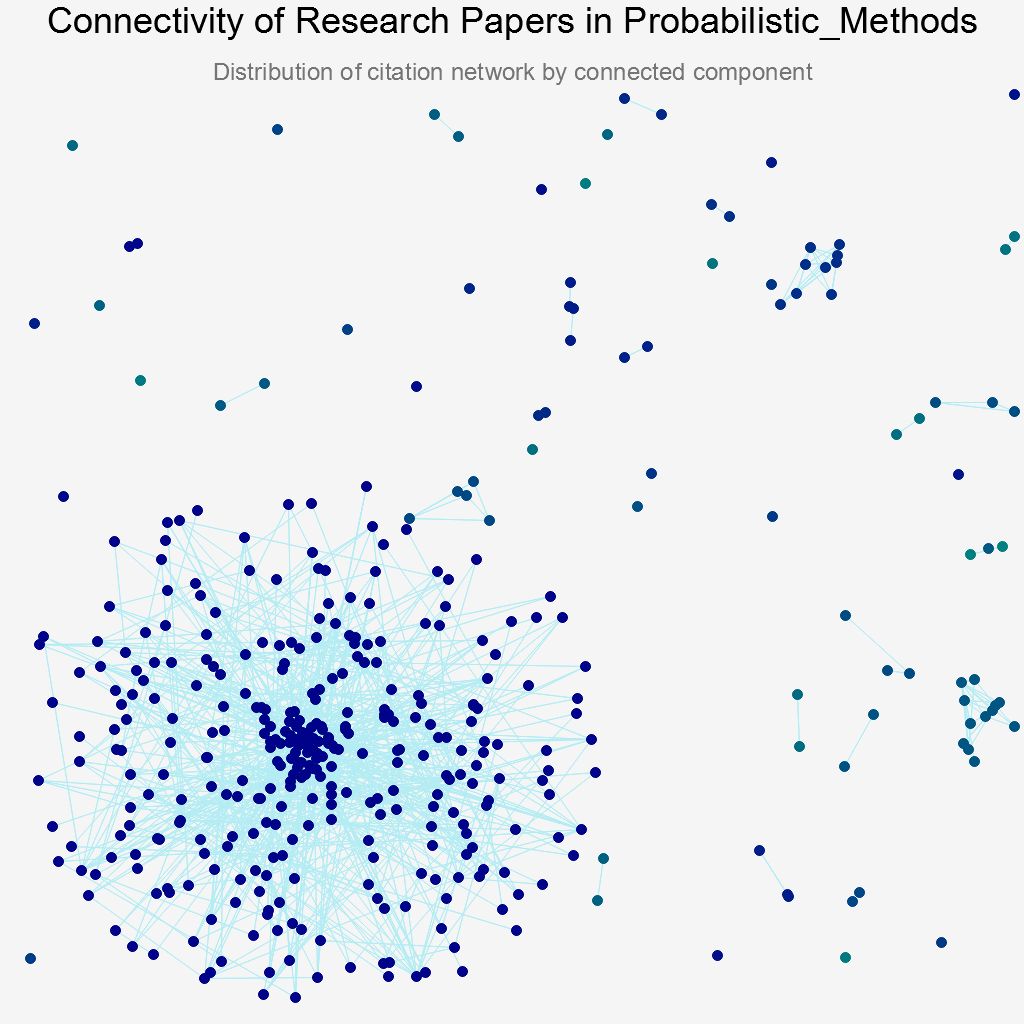 Connectivity of Research Papers in Probabilistic_Methods
Distribution of citation network by connected component